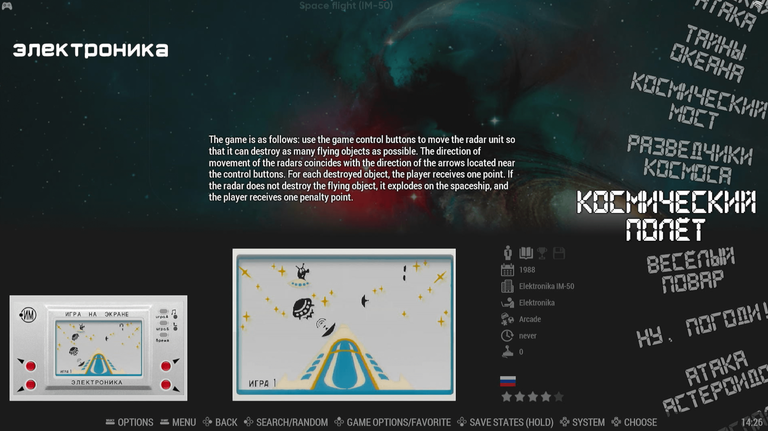 Space flight (IM-50)
электроника
АТАКА
ТАЙНЫ
ОКЕАНА
КОСМИЧЕСКИЙ
МОСТ
РАЗВЕДЧИКИ
КОСМОСА
КОСМИЧЕСКИЙ
ПОЛЁТ
ВЕСЁЛЫЙ
ПОВАР
НУ, ПОГОДИ!
АТАКА
АСТЕРОИДО
The game is as follows: use the game control buttons to move the radar unit so
that it can destroy as many flying objects as possible. The direction of
movement of the radars coincides with the direction of the arrows located near
the control buttons. For each destroyed object, the player receives one point. If
the radar does not destroy the flying object, it explodes on the spaceship, and
the player receives one penalty point.
ИМ
ИГРА НА ЭКРАНЕ
ЭЛЕКТРОНИКА
ИГРА 1
1988
Elektronika IM-50
Elektronika
Arcade
never
0
OPTIONS MENU BACK SEARCH/RANDOM GAME OPTIONS/FAVORITE SAVE STATES (HOLD) SYSTEM CHOOSE 14:26